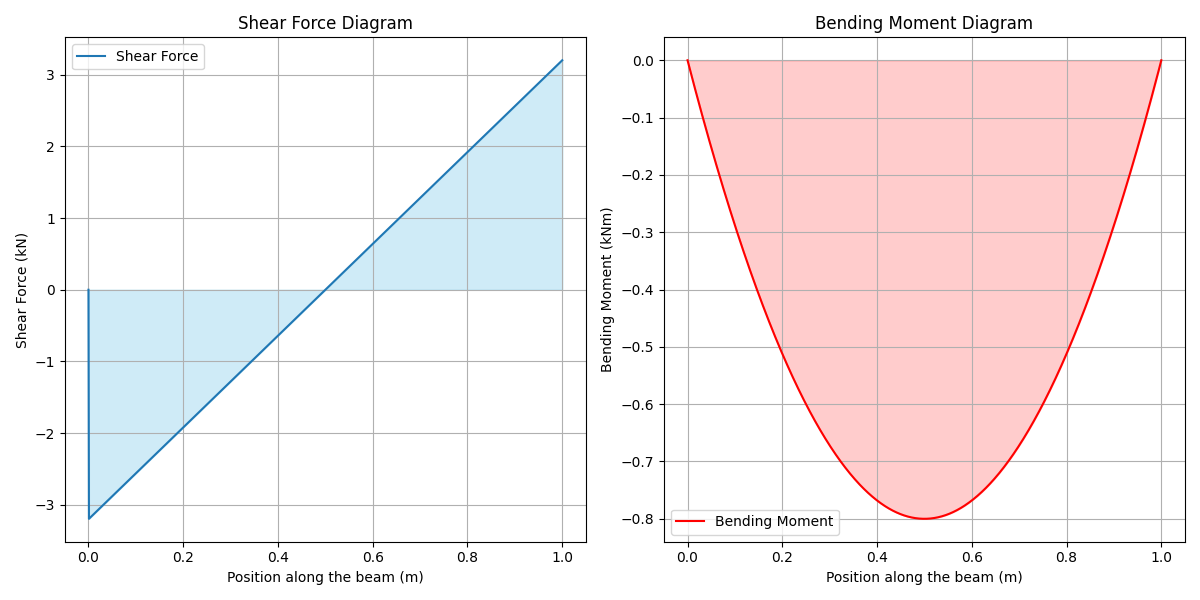 Shear Force Diagram
Shear Force
3
2
1
0
−1
−2
−3
Shear Force (kN)
0.0 0.2 0.4 0.6 0.8 1.0
Position along the beam (m)
Bending Moment Diagram
0.0
−0.1
−0.2
−0.3
−0.4
−0.5
−0.6
−0.7
−0.8
Bending Moment (kNm)
Bending Moment
0.0 0.2 0.4 0.6 0.8 1.0
Position along the beam (m)